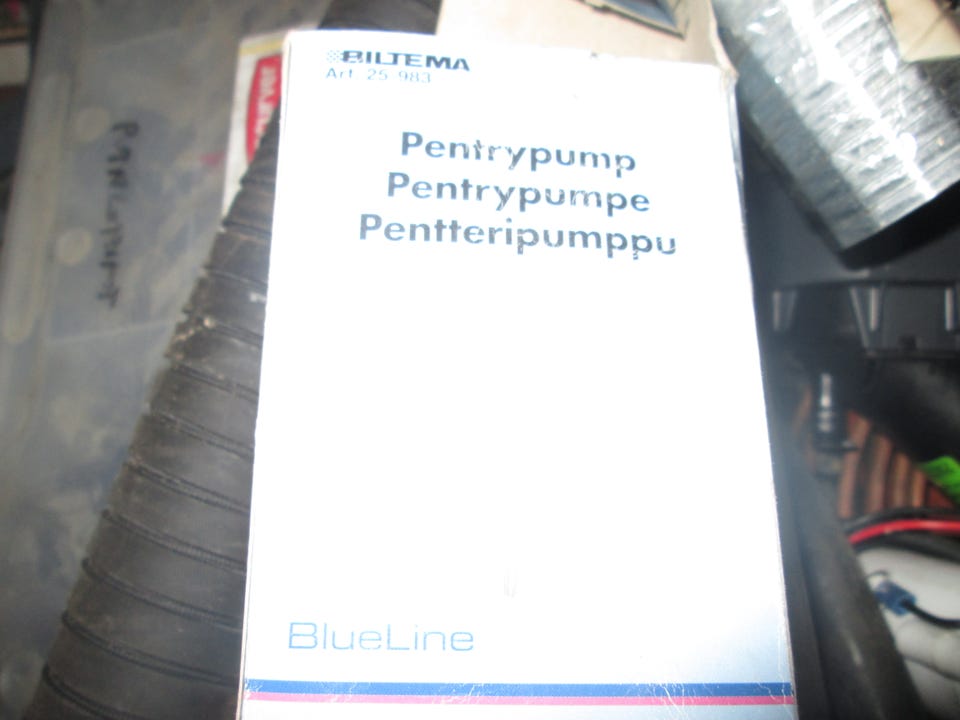 BILTEMA
Art. 25-983
Pentrypump
Pentrypumpe
Pentteripumppu
BlueLine